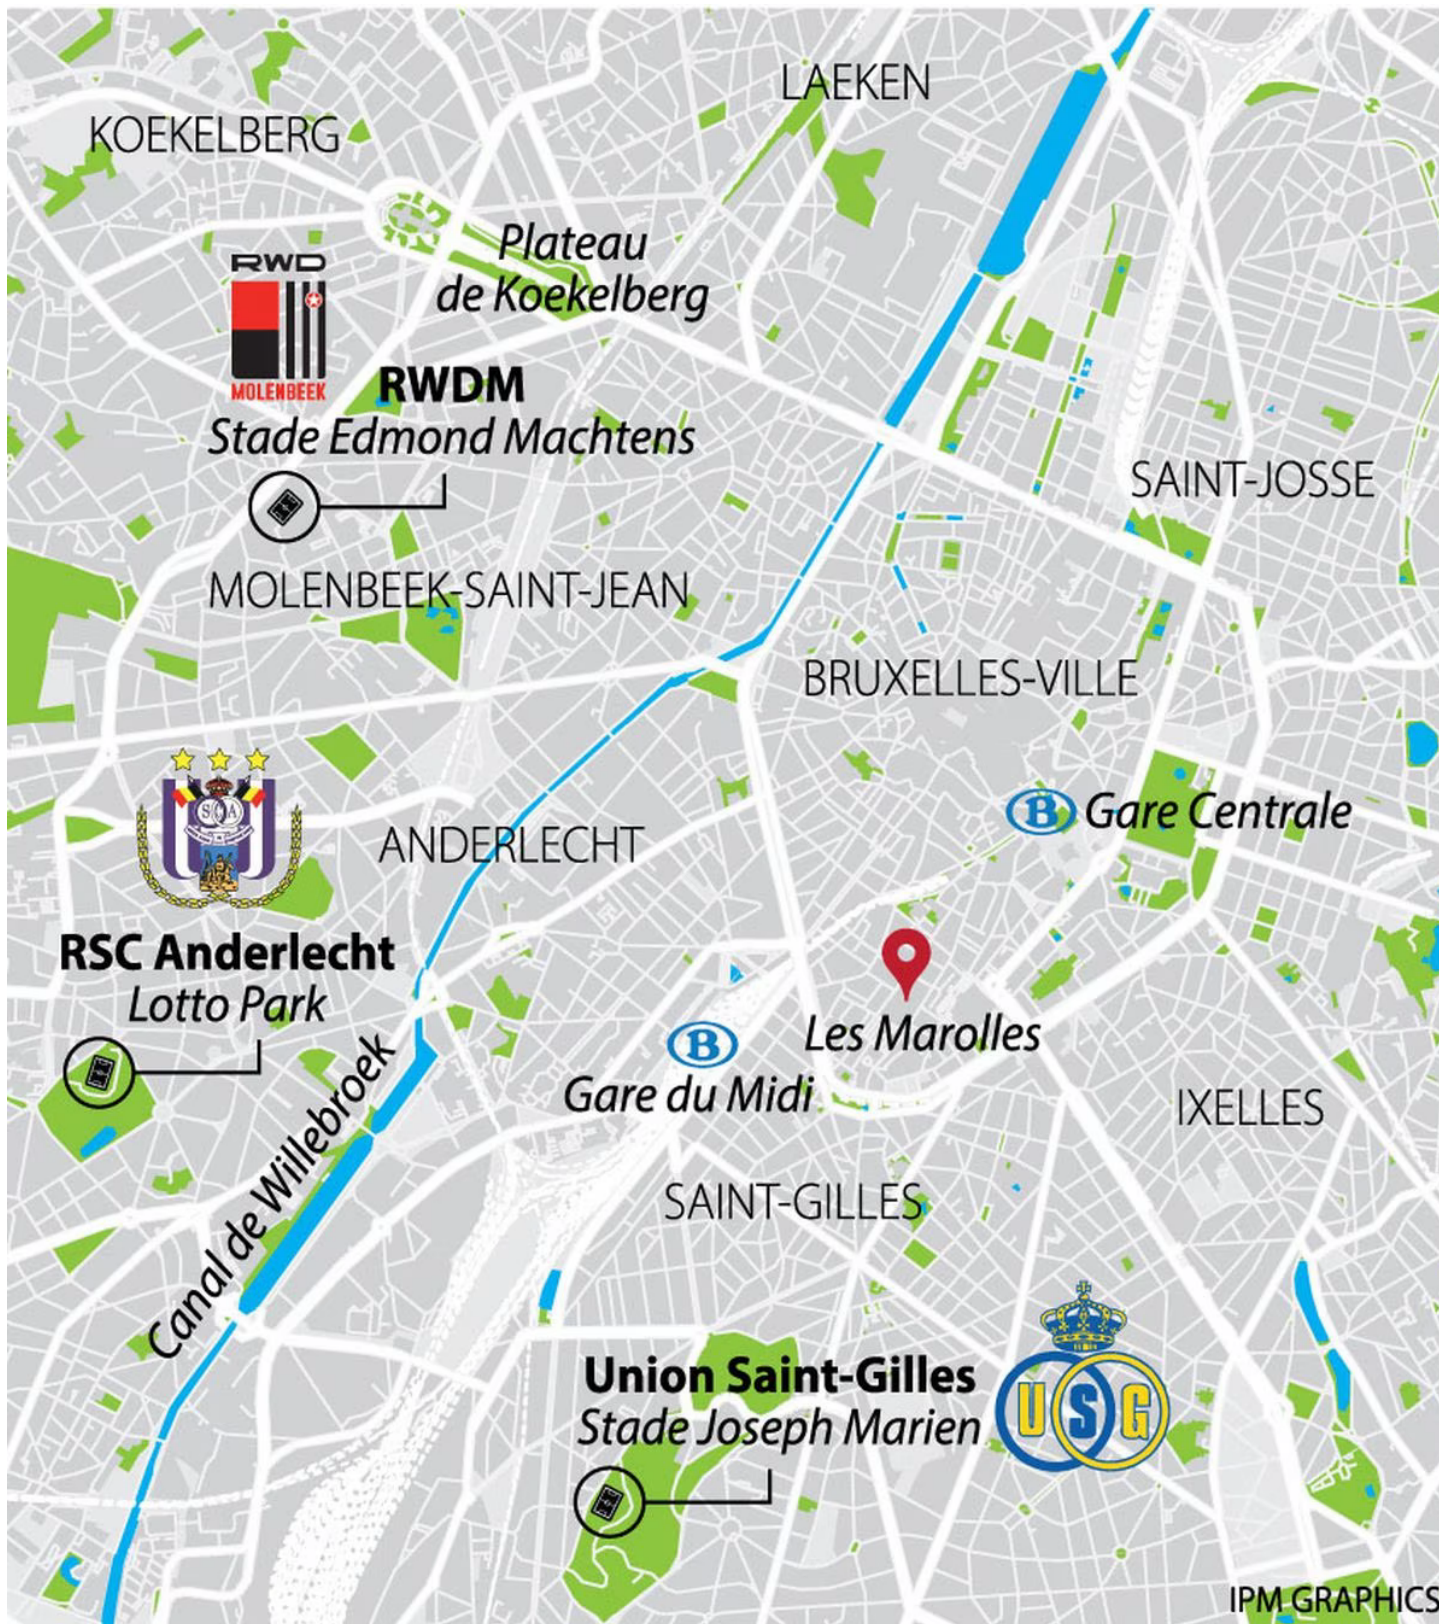 LAEKEN
KOEKELBERG
Plateau
de Koekelberg
RWD
MOLENBEEK
RWDM
Stade Edmond Machtens
SAINT-JOSSE
MOLENBEEK-SAINT-JEAN
BRUXELLES-VILLE
B Gare Centrale
SCA
ANDERLECHT
RSC Anderlecht
Lotto Park
Les Marolles
B
Gare du Midi
Canal de Willebroek
IXELLES
SAINT-GILLES
Union Saint-Gilles
Stade Joseph Marien
USG
IPM GRAPHICS